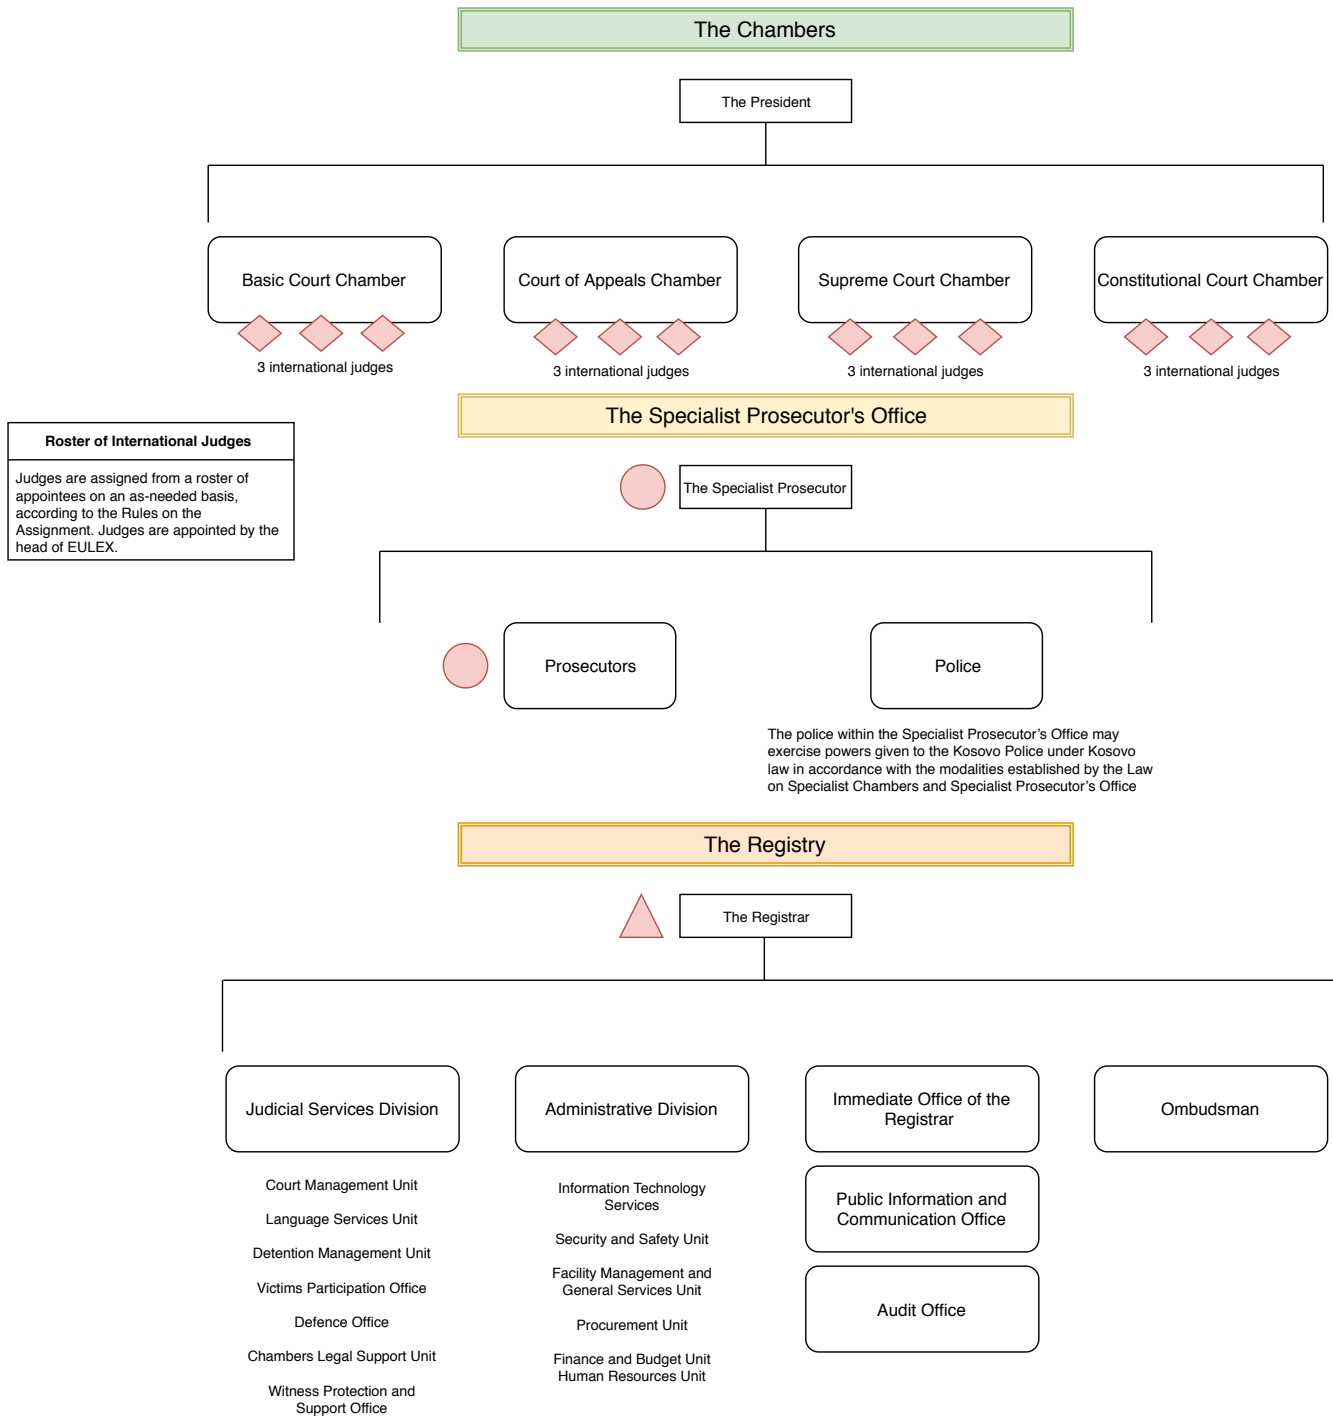 The Chambers
The President
Basic Court Chamber
Court of Appeals Chamber
Supreme Court Chamber
Constitutional Court Chamber
3 international judges
3 international judges
3 international judges
3 international judges
The Specialist Prosecutor's Office
Roster of International Judges
Judges are assigned from a roster of
appointees on an as-needed basis,
according to the Rules on the
Assignment. Judges are appointed by the
head of EULEX.
The Specialist Prosecutor
Prosecutors
Police
The police within the Specialist Prosecutor’s Office may
exercise powers given to the Kosovo Police under Kosovo
law in accordance with the modalities established by the Law
on Specialist Chambers and Specialist Prosecutor’s Office
The Registry
The Registrar
Judicial Services Division
Court Management Unit
Language Services Unit
Detention Management Unit
Victims Participation Office
Defence Office
Chambers Legal Support Unit
Witness Protection and
Support Office
Administrative Division
Information Technology
Services
Security and Safety Unit
Facility Management and
General Services Unit
Procurement Unit
Finance and Budget Unit
Human Resources Unit
Immediate Office of the
Registrar
Public Information and
Communication Office
Audit Office
Ombudsman